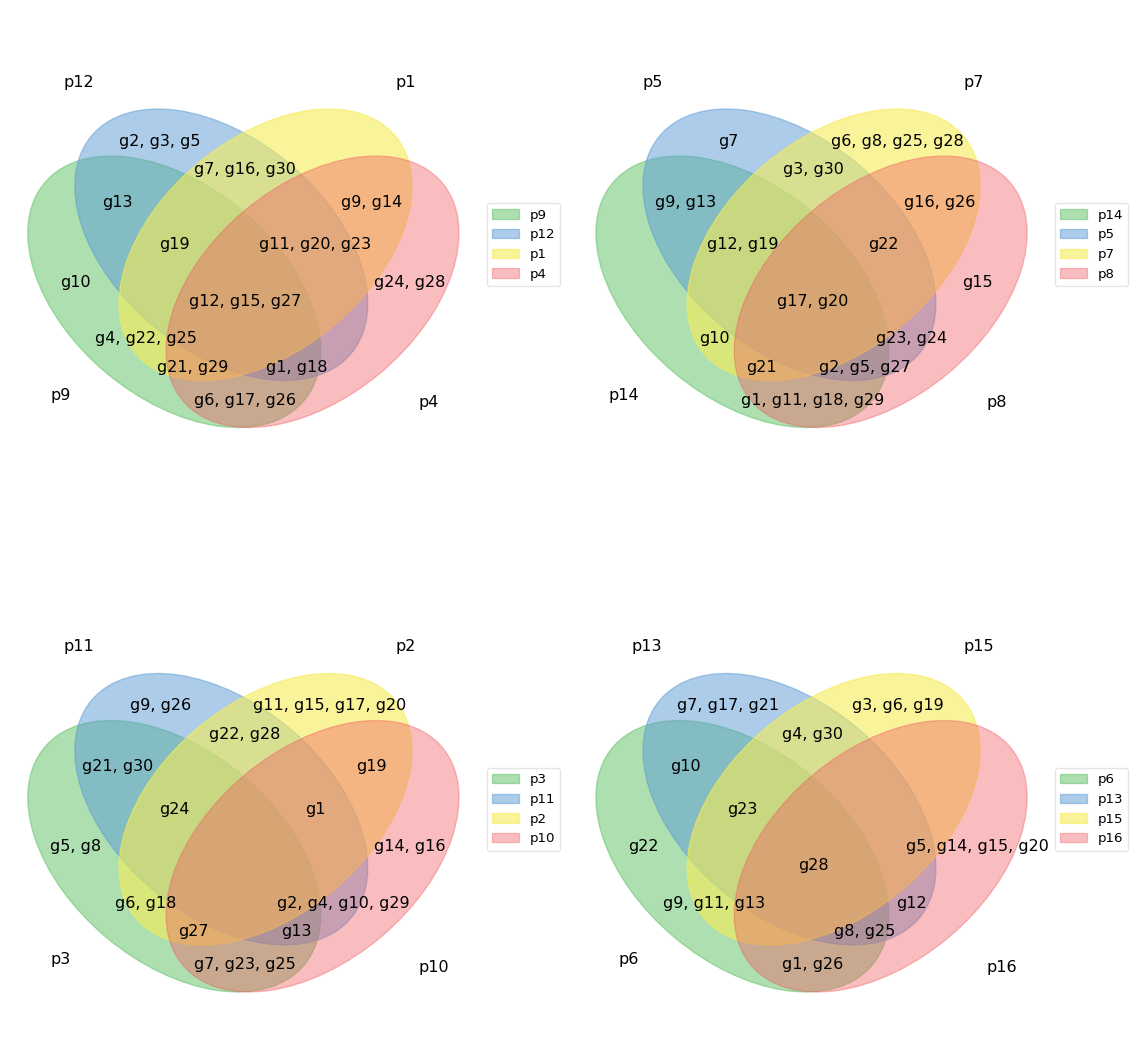 p12
p1
g2, g3, g5
g7, g16, g30
g13
g9, g14
g19
g11, g20, g23
g10
g24, g28
g12, g15, g27
g4, g22, g25
g21, g29
g1, g18
g6, g17, g26
p9
p4
p9
p12
p1
p4
p5
p7
g7
g6, g8, g25, g28
g3, g30
g9, g13
g16, g26
g12, g19
g22
g15
g17, g20
g10
g23, g24
g21
g2, g5, g27
g1, g11, g18, g29
p14
p8
p14
p5
p7
p8
p11
p2
g9, g26
g11, g15, g17, g20
g22, g28
g21, g30
g19
g24
g1
g5, g8
g14, g16
g6, g18
g2, g4, g10, g29
g27
g13
g7, g23, g25
p3
p10
p3
p11
p2
p10
p13
p15
g7, g17, g21
g3, g6, g19
g4, g30
g10
g23
g22
g5, g14, g15, g20
g28
g9, g11, g13
g12
g8, g25
g1, g26
p6
p16
p6
p13
p15
p16